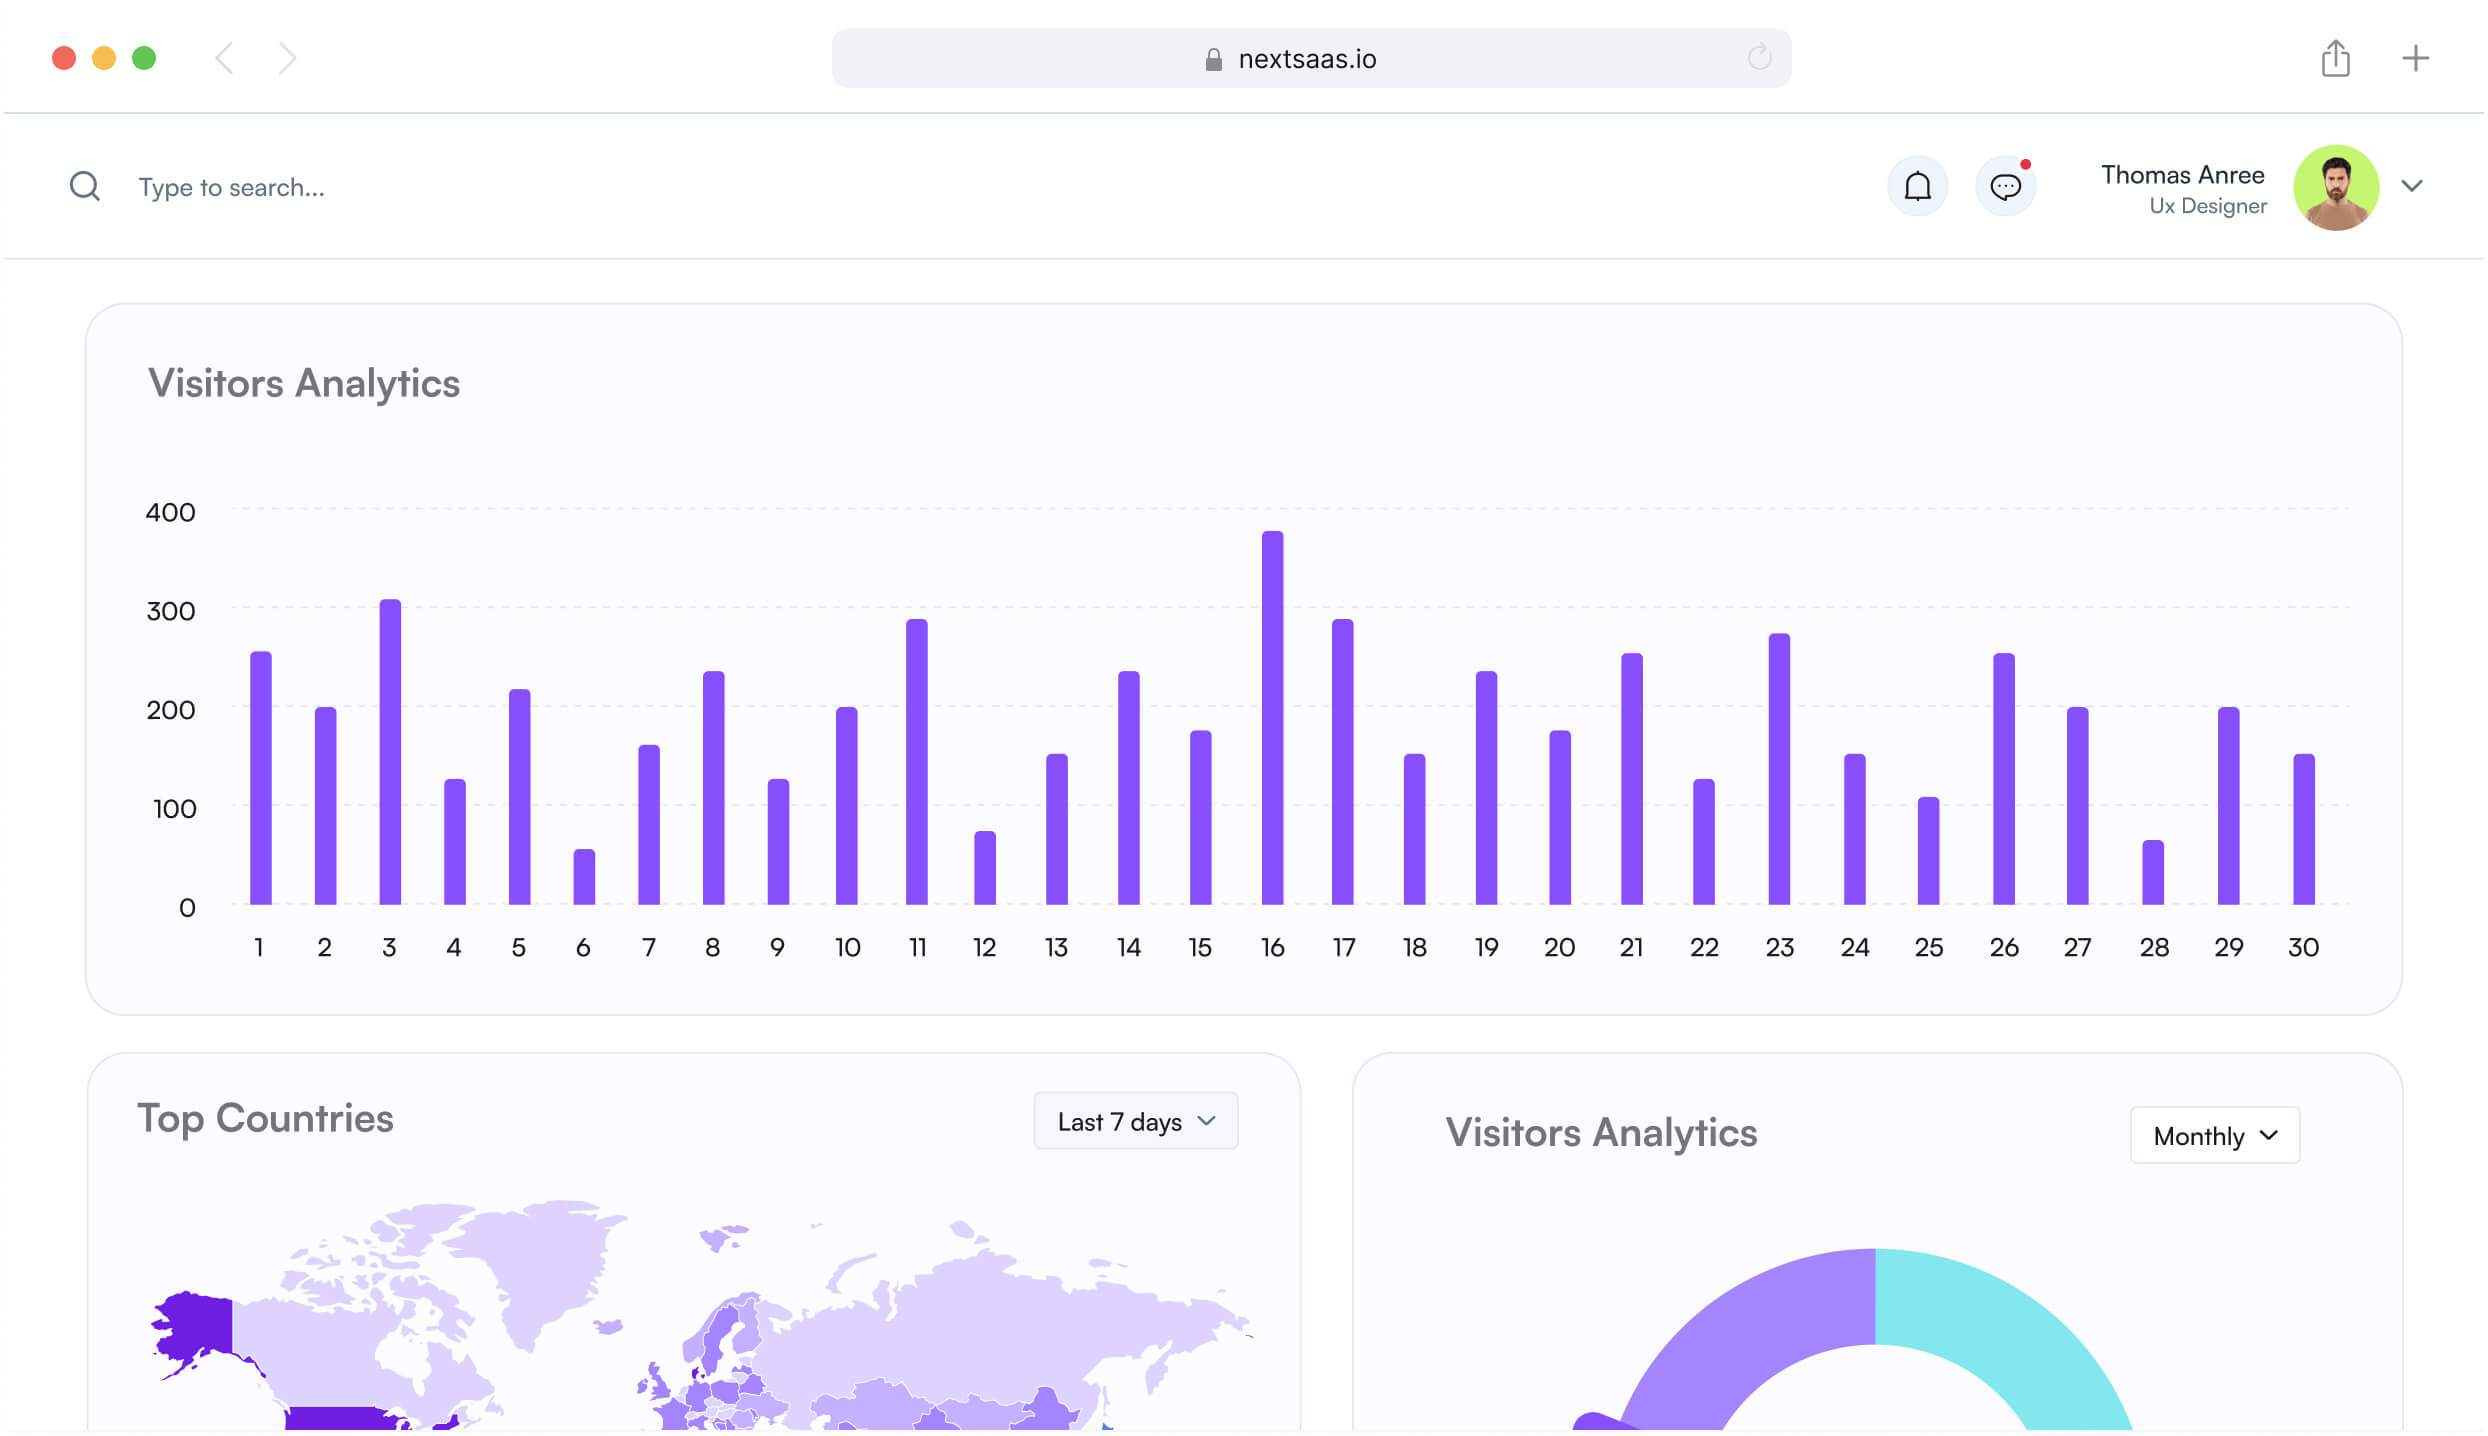 nextsaas.io
Type to search...
Thomas Anree
Ux Designer
Visitors Analytics
400
300
200
100
0
1 2 3 4 5 6 7 8 9 10 11 12 13 14 15 16 17 18 19 20 21 22 23 24 25 26 27 28 29 30
Top Countries
Last 7 days
Visitors Analytics
Monthly